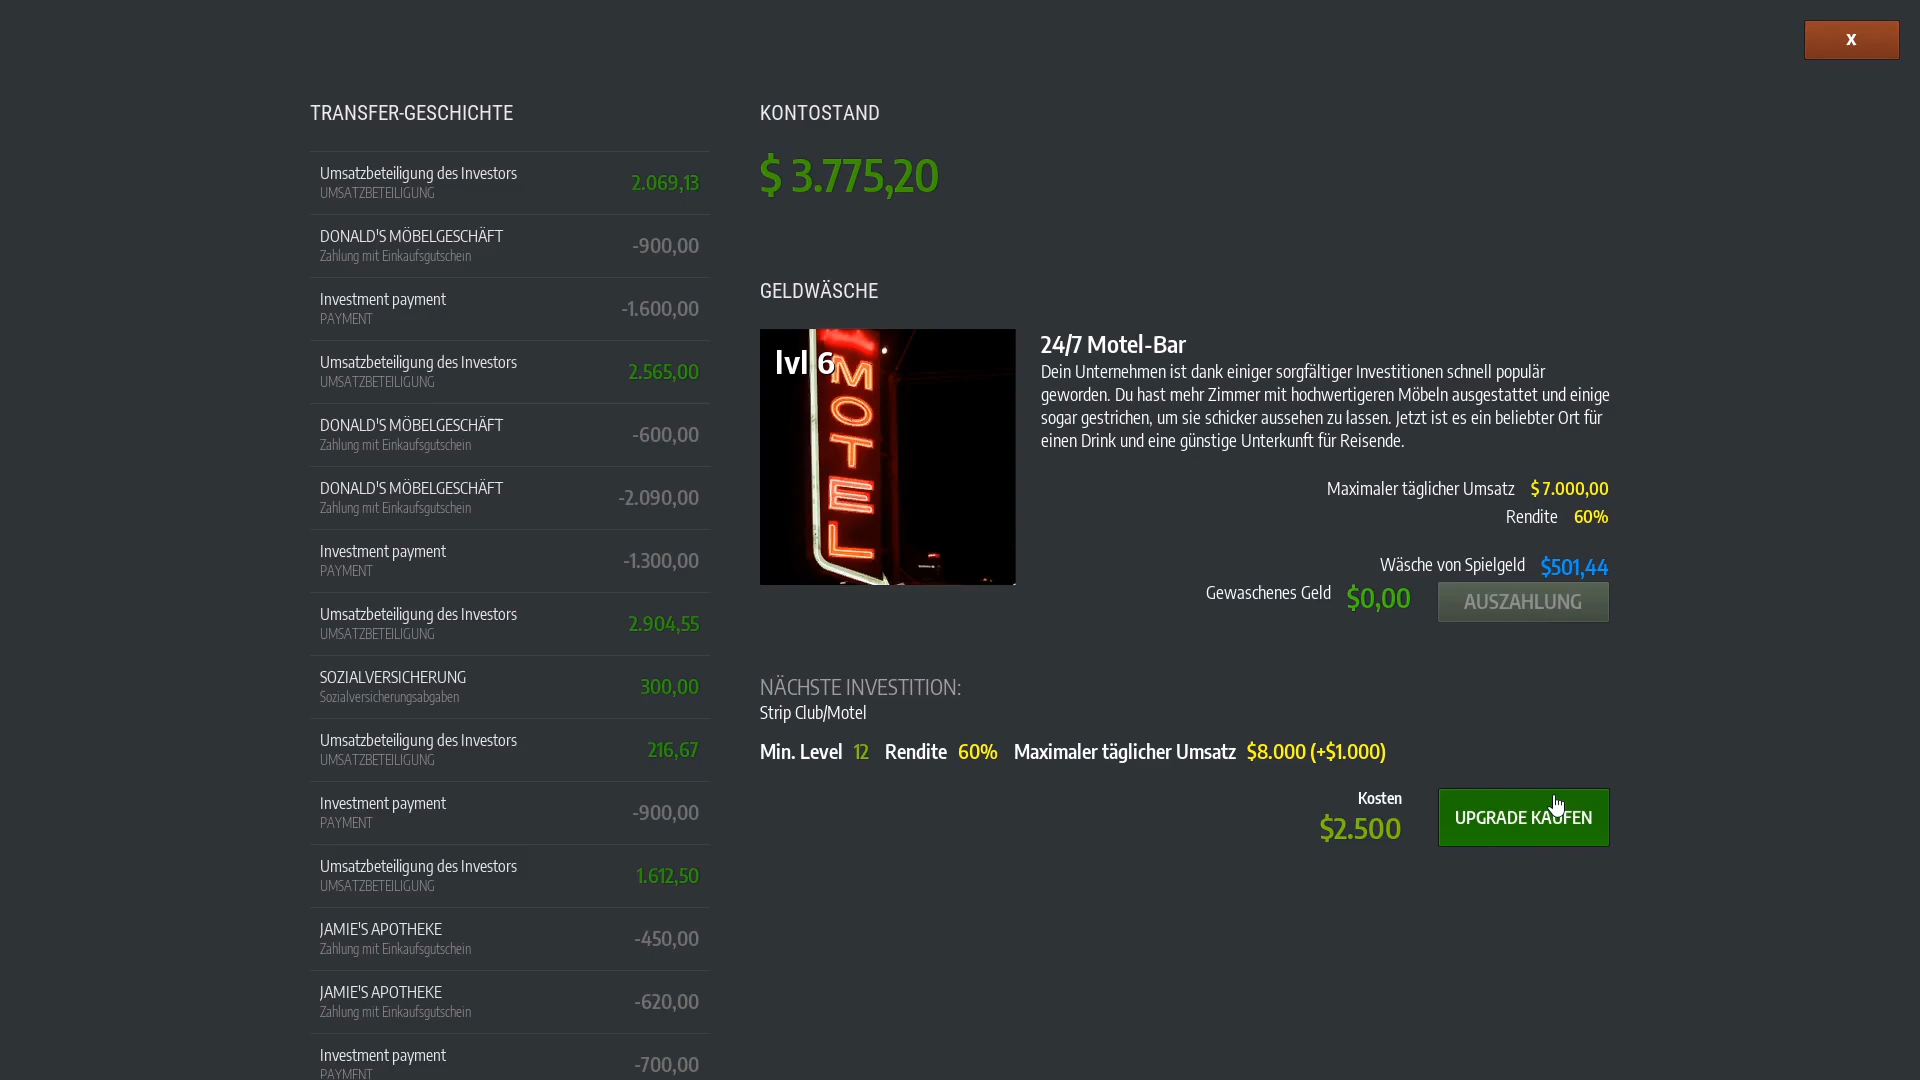 X
TRANSFER-GESCHICHTE
Umsatzbeteiligung des Investors
UMSATZBETEILIGUNG
2.069,13
DONALD'S MÖBELGESCHÄFT
Zahlung mit Einkaufsgutschein
-900,00
Investment payment
PAYMENT
-1.600,00
Umsatzbeteiligung des Investors
UMSATZBETEILIGUNG
2.565,00
DONALD'S MÖBELGESCHÄFT
Zahlung mit Einkaufsgutschein
-600,00
DONALD'S MÖBELGESCHÄFT
Zahlung mit Einkaufsgutschein
-2.090,00
Investment payment
PAYMENT
-1.300,00
Umsatzbeteiligung des Investors
UMSATZBETEILIGUNG
2.904,55
SOZIALVERSICHERUNG
Sozialversicherungsabgaben
300,00
Umsatzbeteiligung des Investors
UMSATZBETEILIGUNG
216,67
Investment payment
PAYMENT
-900,00
Umsatzbeteiligung des Investors
UMSATZBETEILIGUNG
1.612,50
JAMIE'S APOTHEKE
Zahlung mit Einkaufsgutschein
-450,00
JAMIE'S APOTHEKE
Zahlung mit Einkaufsgutschein
-620,00
Investment payment
PAYMENT
-700,00
KONTOSTAND
$ 3.775,20
GELDWÄSCHE
lvl 6
MOTEL
24/7 Motel-Bar
Dein Unternehmen ist dank einiger sorgfältiger Investitionen schnell populär
geworden. Du hast mehr Zimmer mit hochwertigeren Möbeln ausgestattet und einige
sogar gestrichen, um sie schicker aussehen zu lassen. Jetzt ist es ein beliebter Ort für
einen Drink und eine günstige Unterkunft für Reisende.
Maximaler täglicher Umsatz $ 7.000,00
Rendite 60%
Wäsche von Spielgeld $501,44
Gewaschenes Geld $0,00 AUSZAHLUNG
NÄCHSTE INVESTITION:
Strip Club/Motel
Min. Level 12 Rendite 60% Maximaler täglicher Umsatz $8.000 (+$1.000)
Kosten
$2.500
UPGRADE KAUFEN